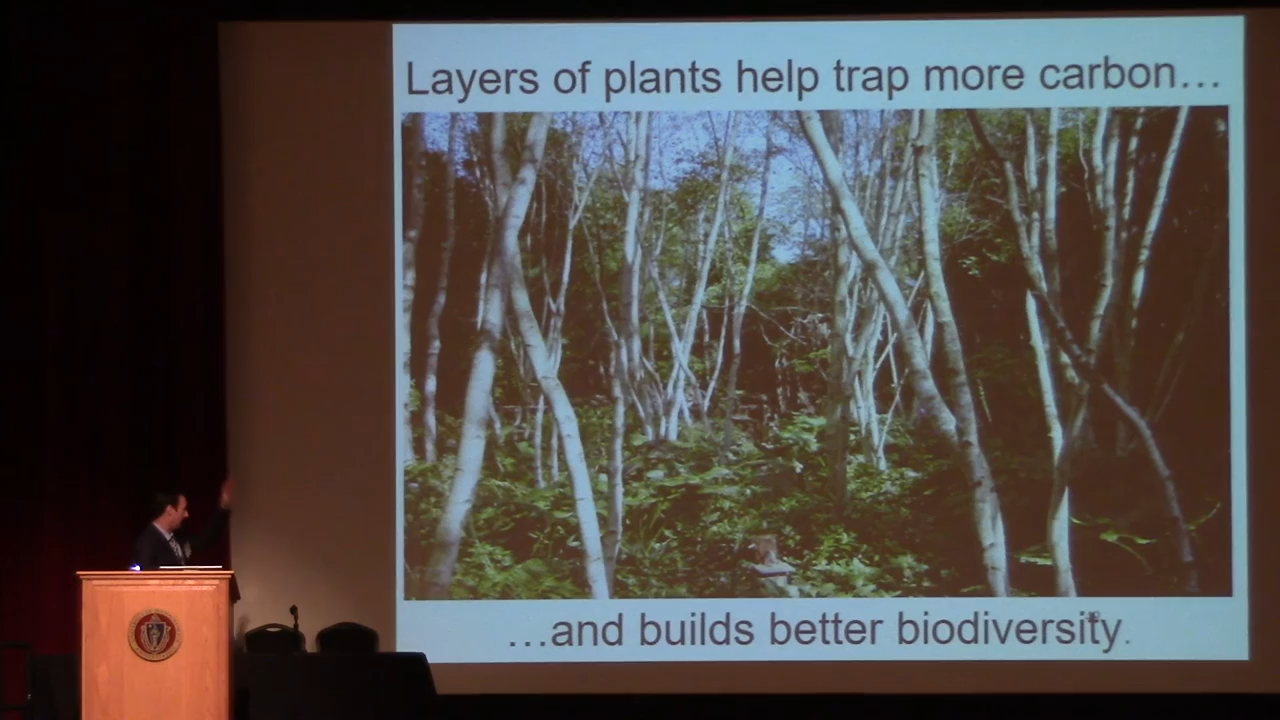 Layers of plants help trap more carbon…
…and builds better biodiversity.